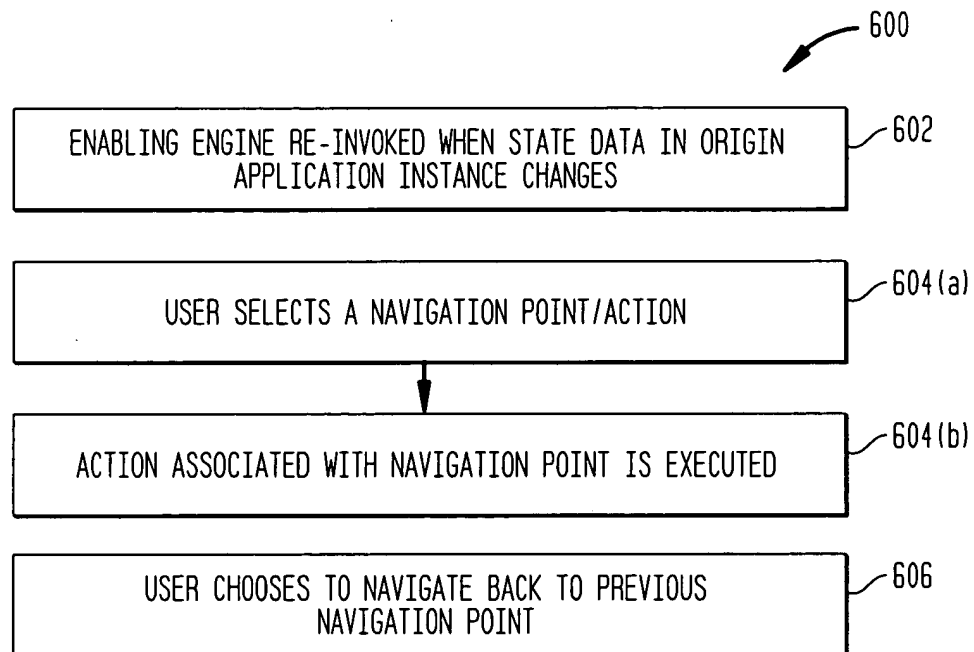 600
ENABLING ENGINE RE-INVOKED WHEN STATE DATA IN ORIGIN
APPLICATION INSTANCE CHANGES
602
USER SELECTS A NAVIGATION POINT/ACTION
604(a)
ACTION ASSOCIATED WITH NAVIGATION POINT IS EXECUTED
604(b)
USER CHOOSES TO NAVIGATE BACK TO PREVIOUS
NAVIGATION POINT
606